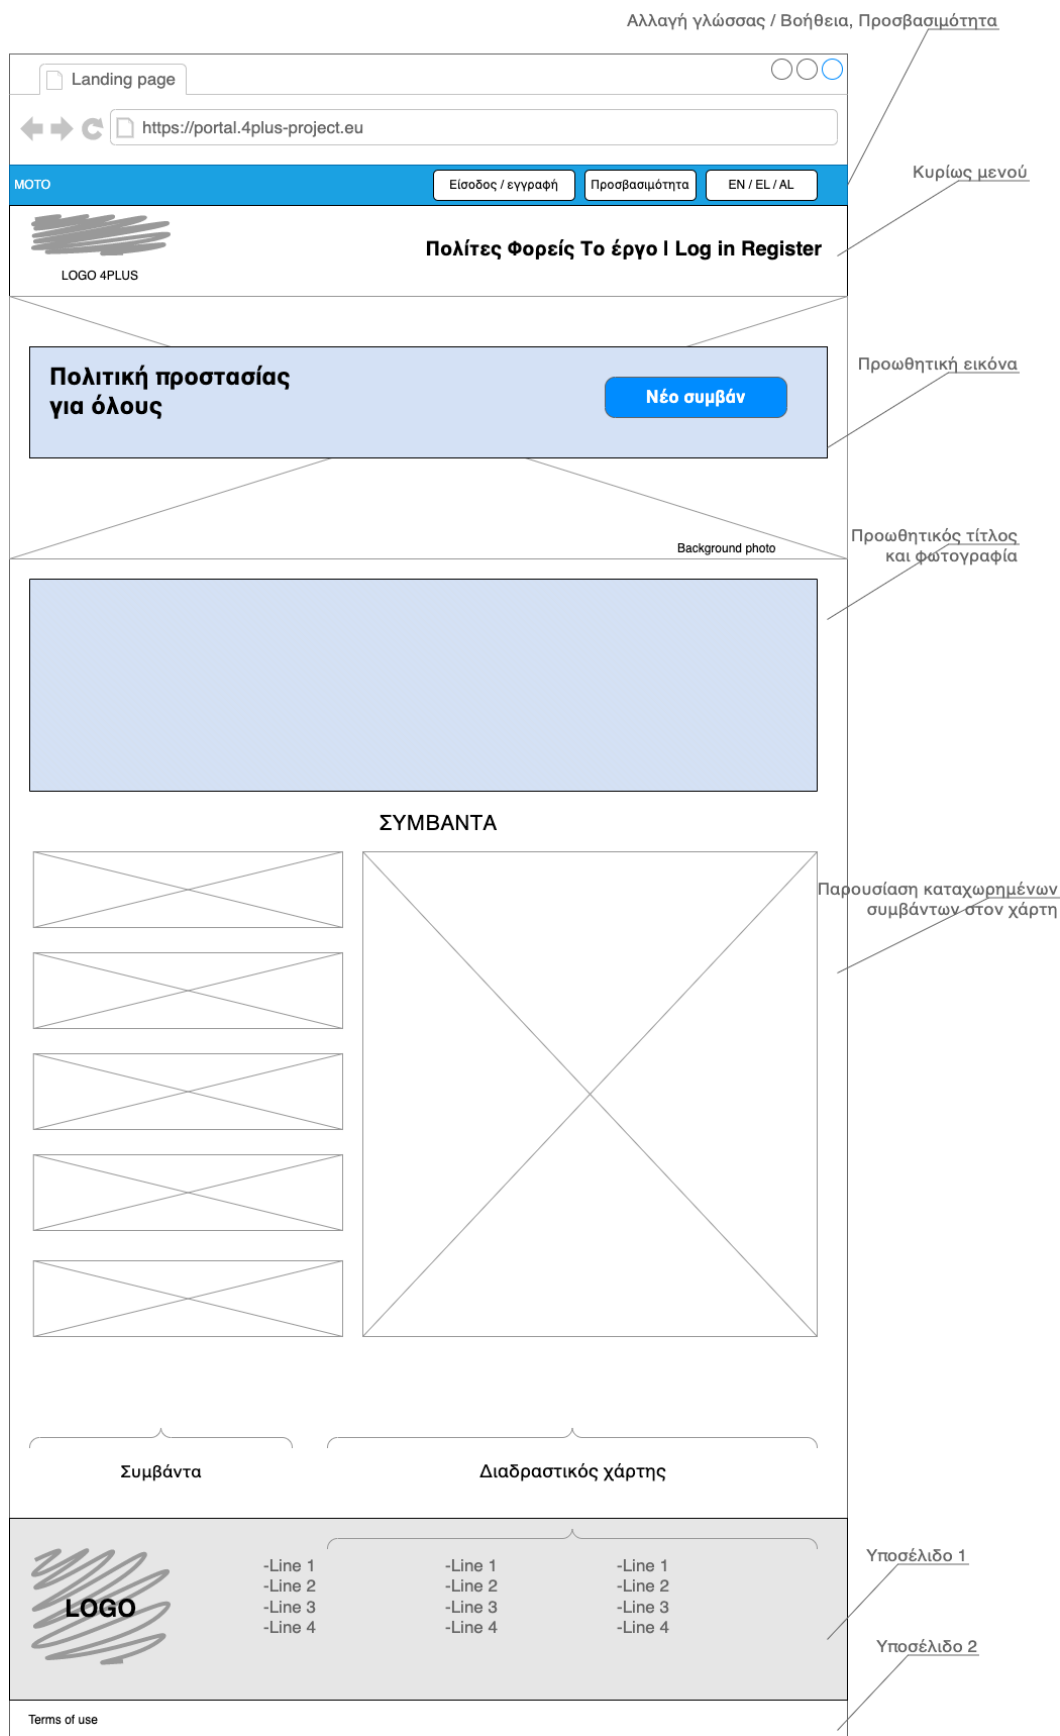 Αλλαγή γλώσσας / Βοήθεια, Προσβασιμότητα
Landing page
https://portal.4plus-project.eu
ΜΟΤΟ
Είσοδος / εγγραφή
Προσβασιμότητα
EN / EL / AL
Κυρίως μενού
LOGO 4PLUS
Πολίτες Φορείς Το έργο | Log in Register
Προωθητική εικόνα
Πολιτική προστασίας
για όλους
Νέο συμβάν
Background photo
Προωθητικός τίτλος
και φωτογραφία
ΣΥΜΒΑΝΤΑ
Παρουσίαση καταχωρημένων
συμβάντων στον χάρτη
Συμβάντα
Διαδραστικός χάρτης
LOGO
-Line 1
-Line 2
-Line 3
-Line 4
-Line 1
-Line 2
-Line 3
-Line 4
-Line 1
-Line 2
-Line 3
-Line 4
Υποσέλιδο 1
Υποσέλιδο 2
Terms of use